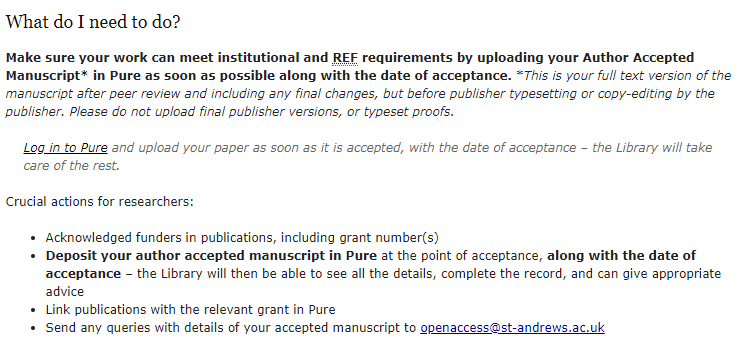 What do I need to do?
Make sure your work can meet institutional and REF requirements by uploading your Author Accepted
Manuscript* in Pure as soon as possible along with the date of acceptance. *This is your full text version of the
manuscript after peer review and including any final changes, but before publisher typesetting or copy-editing by the
publisher. Please do not upload final publisher versions, or typeset proofs.
Log in to Pure and upload your paper as soon as it is accepted, with the date of acceptance – the Library will take
care of the rest.
Crucial actions for researchers:
• Acknowledged funders in publications, including grant number(s)
• Deposit your author accepted manuscript in Pure at the point of acceptance, along with the date of
acceptance – the Library will then be able to see all the details, complete the record, and can give appropriate
advice
• Link publications with the relevant grant in Pure
• Send any queries with details of your accepted manuscript to openaccess@st-andrews.ac.uk